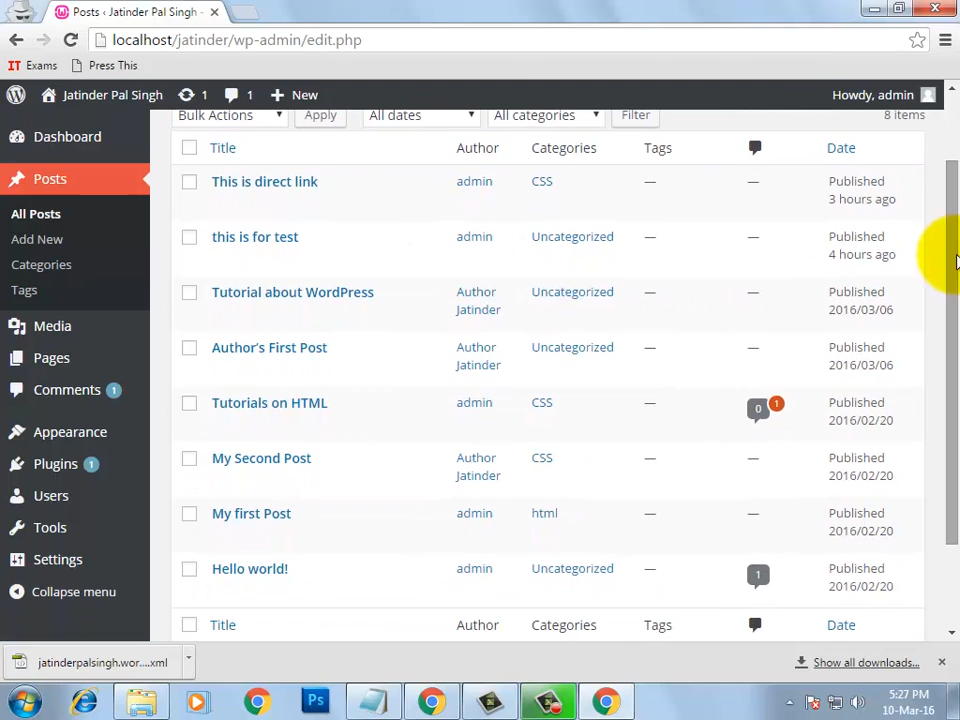 Posts ‹ Jatinder Pal Singh -
localhost/jatinder/wp-admin/edit.php
IT Exams Press This
Jatinder Pal Singh 1 1 New Howdy, admin
Bulk Actions Apply All dates All categories Filter 8 items
Dashboard
Posts
All Posts
Add New
Categories
Tags
Media
Pages
Comments 1
Appearance
Plugins 1
Users
Tools
Settings
Collapse menu
Title Author Categories Tags Date
This is direct link admin CSS — — Published
3 hours ago
this is for test admin Uncategorized — — Published
4 hours ago
Tutorial about WordPress Author Uncategorized — — Published
Jatinder 2016/03/06
Author's First Post Author Uncategorized — — Published
Jatinder 2016/03/06
Tutorials on HTML admin CSS — 0 1 Published
2016/02/20
My Second Post Author CSS — — Published
Jatinder 2016/02/20
My first Post admin html — — Published
2016/02/20
Hello world! admin Uncategorized — 1 Published
2016/02/20
Title Author Categories Tags Date
jatinderpalsingh.wor....xml Show all downloads...
Ps
5:27 PM
10-Mar-16